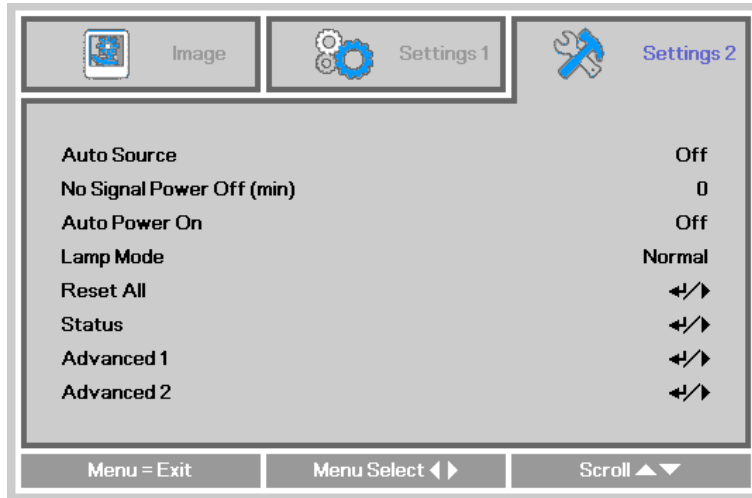 Image
Settings 1
Settings 2
Auto Source Off
No Signal Power Off (min) 0
Auto Power On Off
Lamp Mode Normal
Reset All
Status
Advanced 1
Advanced 2
Menu = Exit
Menu Select
Scroll